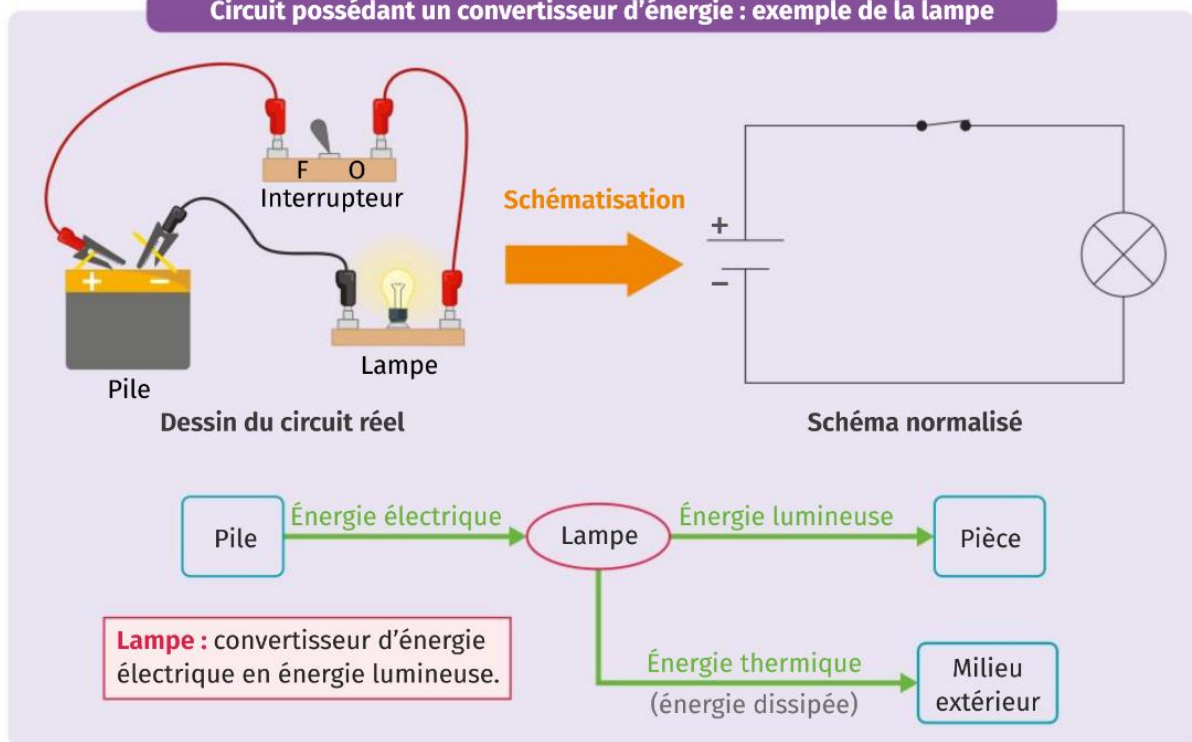 Circuit possédant un convertisseur d'énergie : exemple de la lampe
F O
Interrupteur
+ −
Pile
Lampe
Dessin du circuit réel
Schématisation
+
−
Schéma normalisé
Pile
Énergie électrique
Lampe
Énergie lumineuse
Pièce
Lampe : convertisseur d'énergie
électrique en énergie lumineuse.
Énergie thermique
(énergie dissipée)
Milieu
extérieur